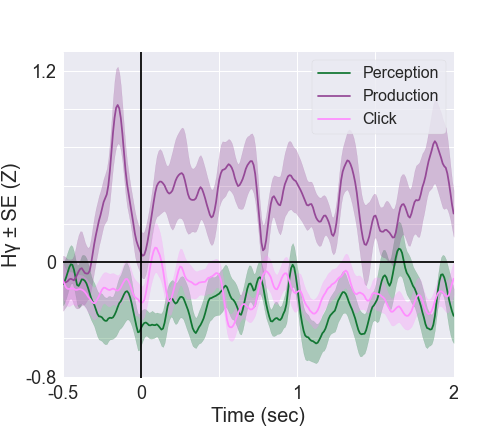 Perception
Production
Click
1.2
0
-0.8
Hγ ± SE (Z)
-0.5
0
1
2
Time (sec)